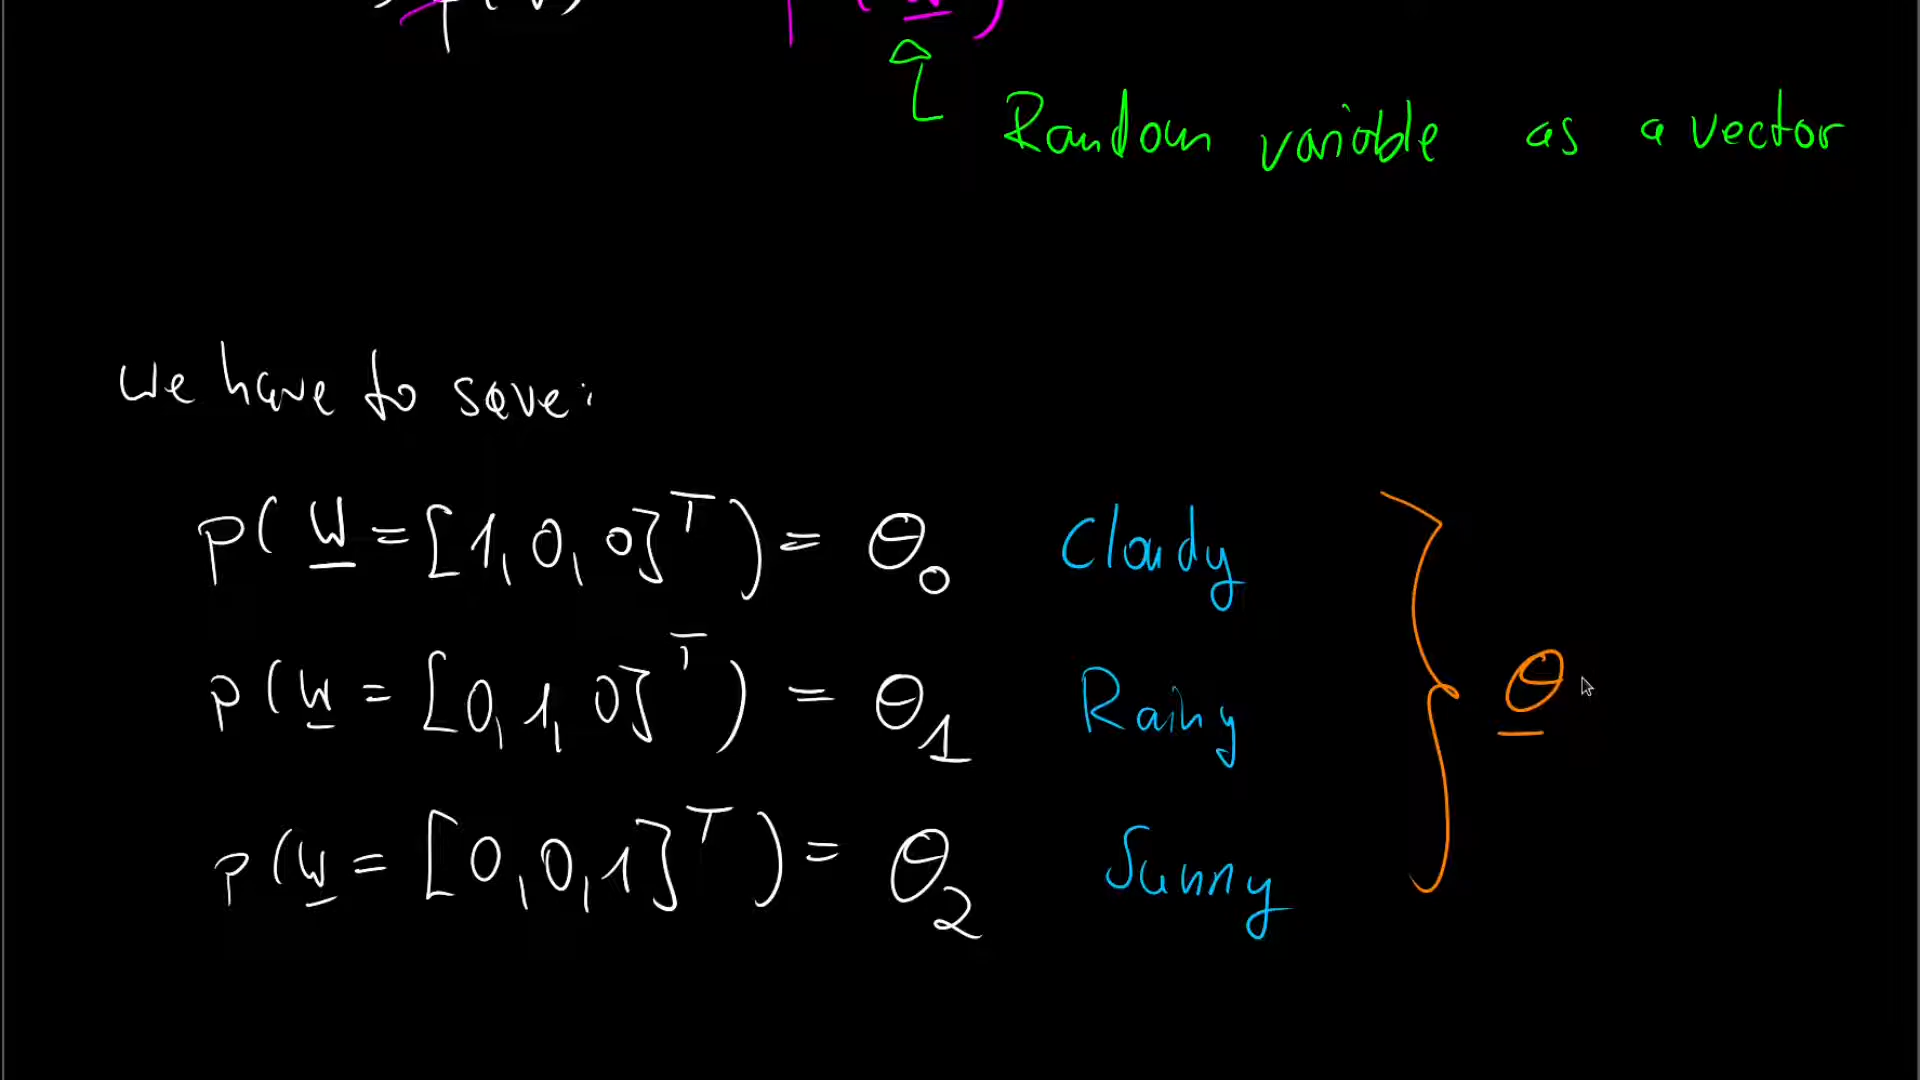 Random variable as a vector
We have to save:
p( W = [1, 0, 0]ᵀ ) = θ₀ Cloudy
p( W = [0, 1, 0]ᵀ ) = θ₁ Rainy
p( W = [0, 0, 1]ᵀ ) = θ₂ Sunny
θ